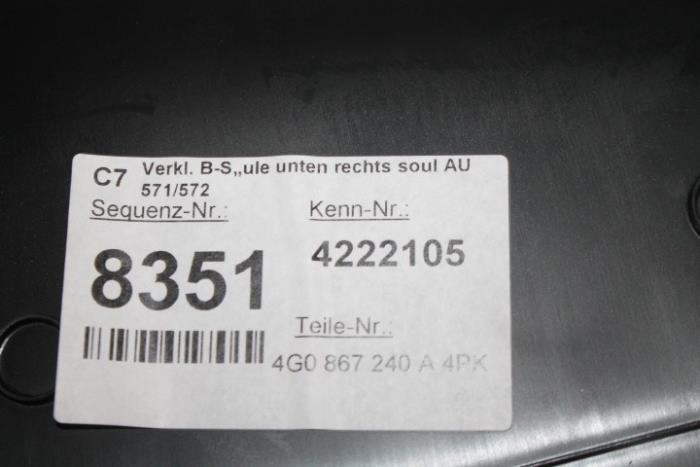 C7 Verkl. B-S„ule unten rechts soul AU
571/572
Sequenz-Nr.: Kenn-Nr.:
8351 4222105
Teile-Nr.:
4G0 867 240 A 4PK